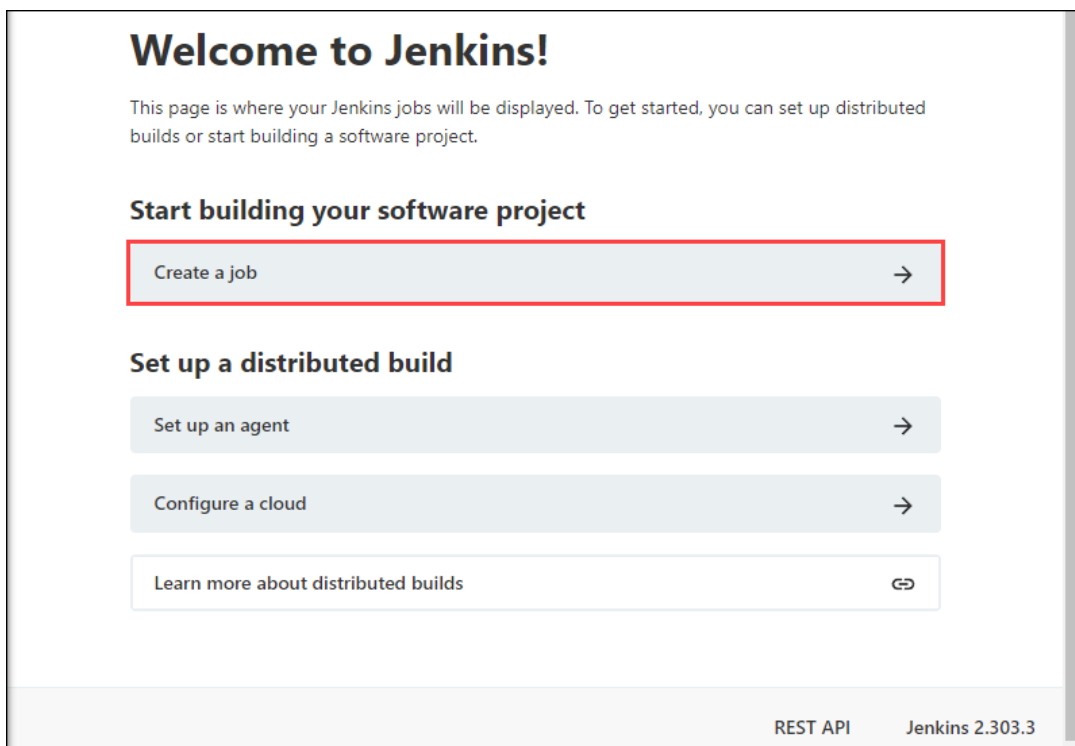 Welcome to Jenkins!
This page is where your Jenkins jobs will be displayed. To get started, you can set up distributed
builds or start building a software project.
Start building your software project
Create a job
Set up a distributed build
Set up an agent
Configure a cloud
Learn more about distributed builds
REST API Jenkins 2.303.3